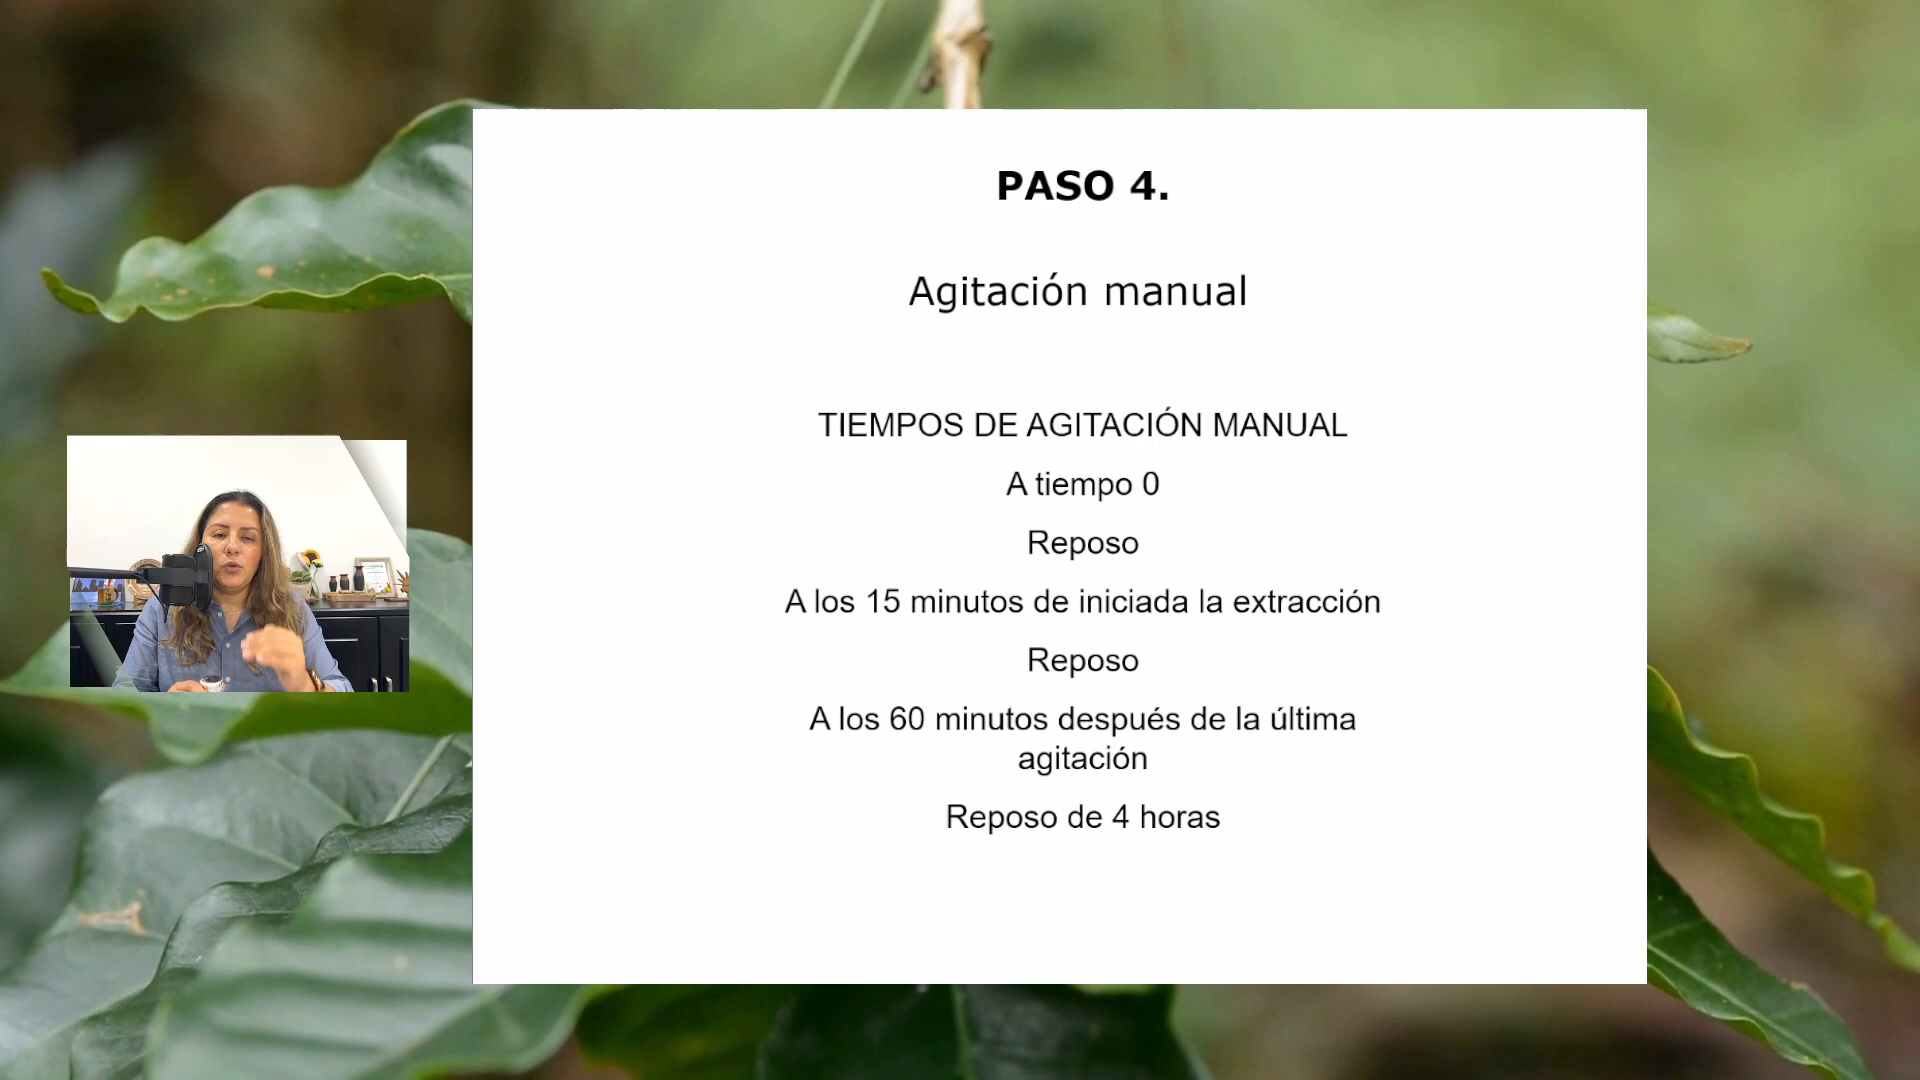 PASO 4.
Agitación manual
TIEMPOS DE AGITACIÓN MANUAL
A tiempo 0
Reposo
A los 15 minutos de iniciada la extracción
Reposo
A los 60 minutos después de la última
agitación
Reposo de 4 horas